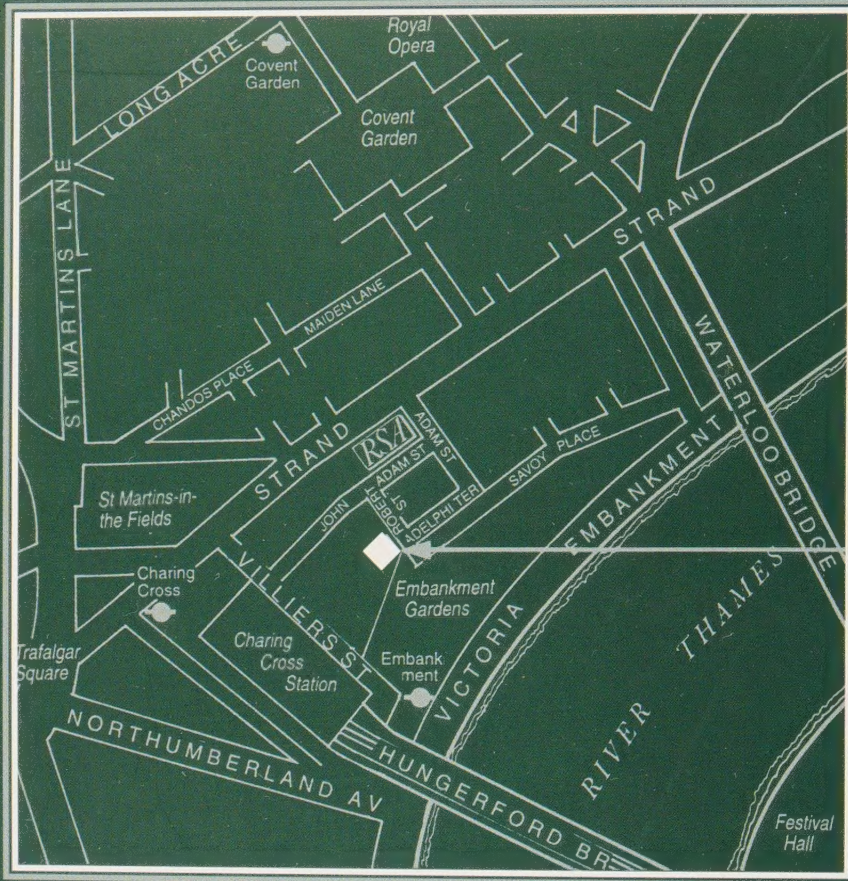 Royal
Opera
LONG ACRE
Covent
Garden
Covent
Garden
ST MARTINS LANE
STRAND
MAIDEN LANE
CHANDOS PLACE
WATERLOO BRIDGE
RSA
ADAM ST
STRAND
ADAM ST
JOHN
ROBERT
ST
SAVOY PLACE
ADELPHI TER
St Martins-in-
the Fields
EMBANKMENT
VILLIERS ST
Charing
Cross
Embankment
Gardens
THAMES
Charing
Cross
Station
Trafalgar
Square
Embank
ment
VICTORIA
RIVER
NORTHUMBERLAND AV
HUNGERFORD BR
Festival
Hall